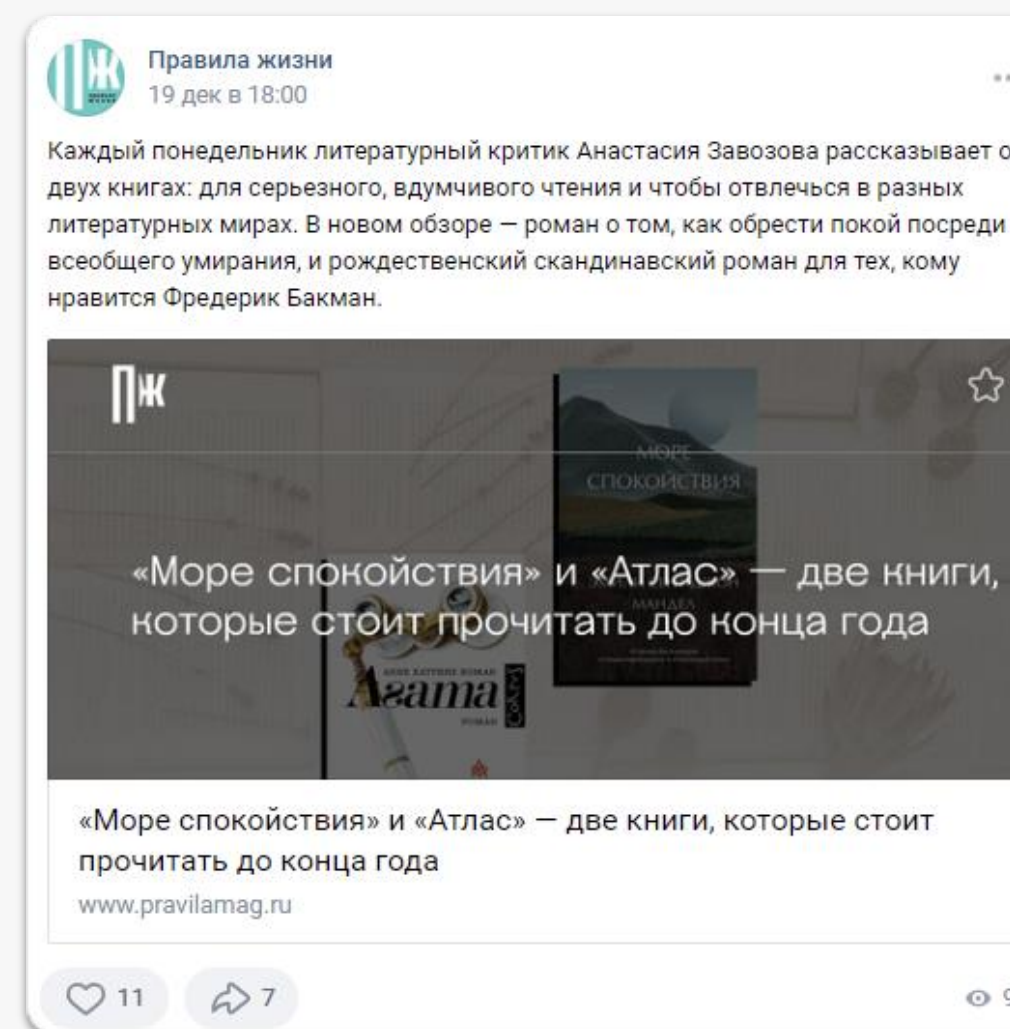 Правила жизни
19 дек в 18:00
Каждый понедельник литературный критик Анастасия Завозова рассказывает о
двух книгах: для серьезного, вдумчивого чтения и чтобы отвлечься в разных
литературных мирах. В новом обзоре — роман о том, как обрести покой посреди
всеобщего умирания, и рождественский скандинавский роман для тех, кому
нравится Фредерик Бакман.
ПЖ
МОРЕ
СПОКОЙСТВИЯ
«Море спокойствия» и «Атлас» — две книги,
МАНДЕЛ
которые стоит прочитать до конца года
Агата
РОМАН
Corpus
«Море спокойствия» и «Атлас» — две книги, которые стоит
прочитать до конца года
www.pravilamag.ru
11
7